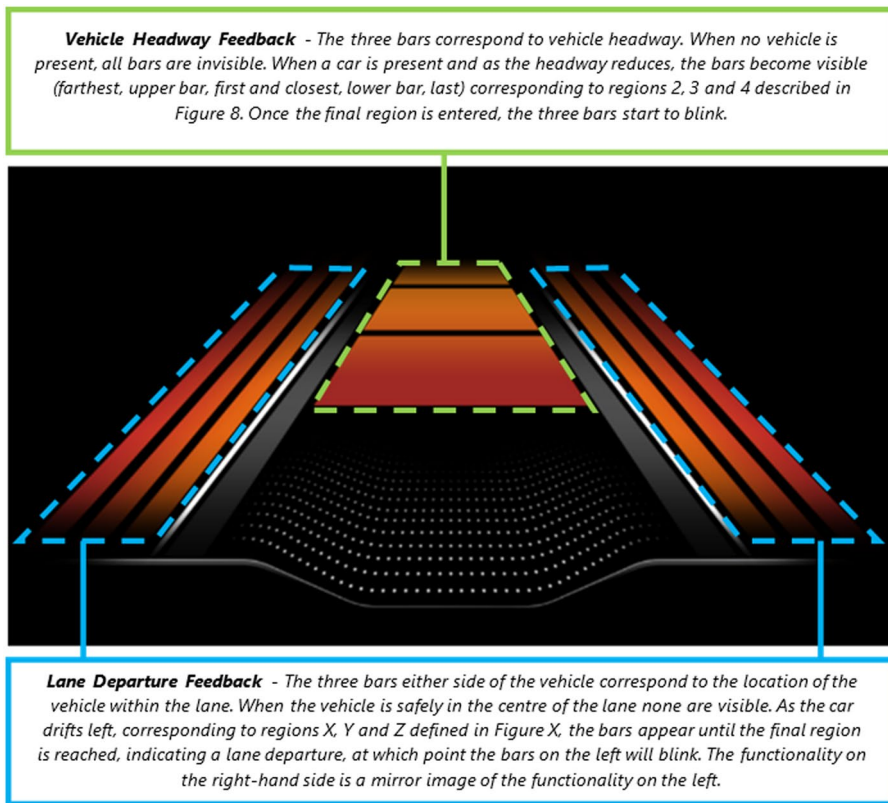 Vehicle Headway Feedback - The three bars correspond to vehicle headway. When no vehicle is
present, all bars are invisible. When a car is present and as the headway reduces, the bars become visible
(farthest, upper bar, first and closest, lower bar, last) corresponding to regions 2, 3 and 4 described in
Figure 8. Once the final region is entered, the three bars start to blink.
Lane Departure Feedback - The three bars either side of the vehicle correspond to the location of the
vehicle within the lane. When the vehicle is safely in the centre of the lane none are visible. As the car
drifts left, corresponding to regions X, Y and Z defined in Figure X, the bars appear until the final region
is reached, indicating a lane departure, at which point the bars on the left will blink. The functionality on
the right-hand side is a mirror image of the functionality on the left.